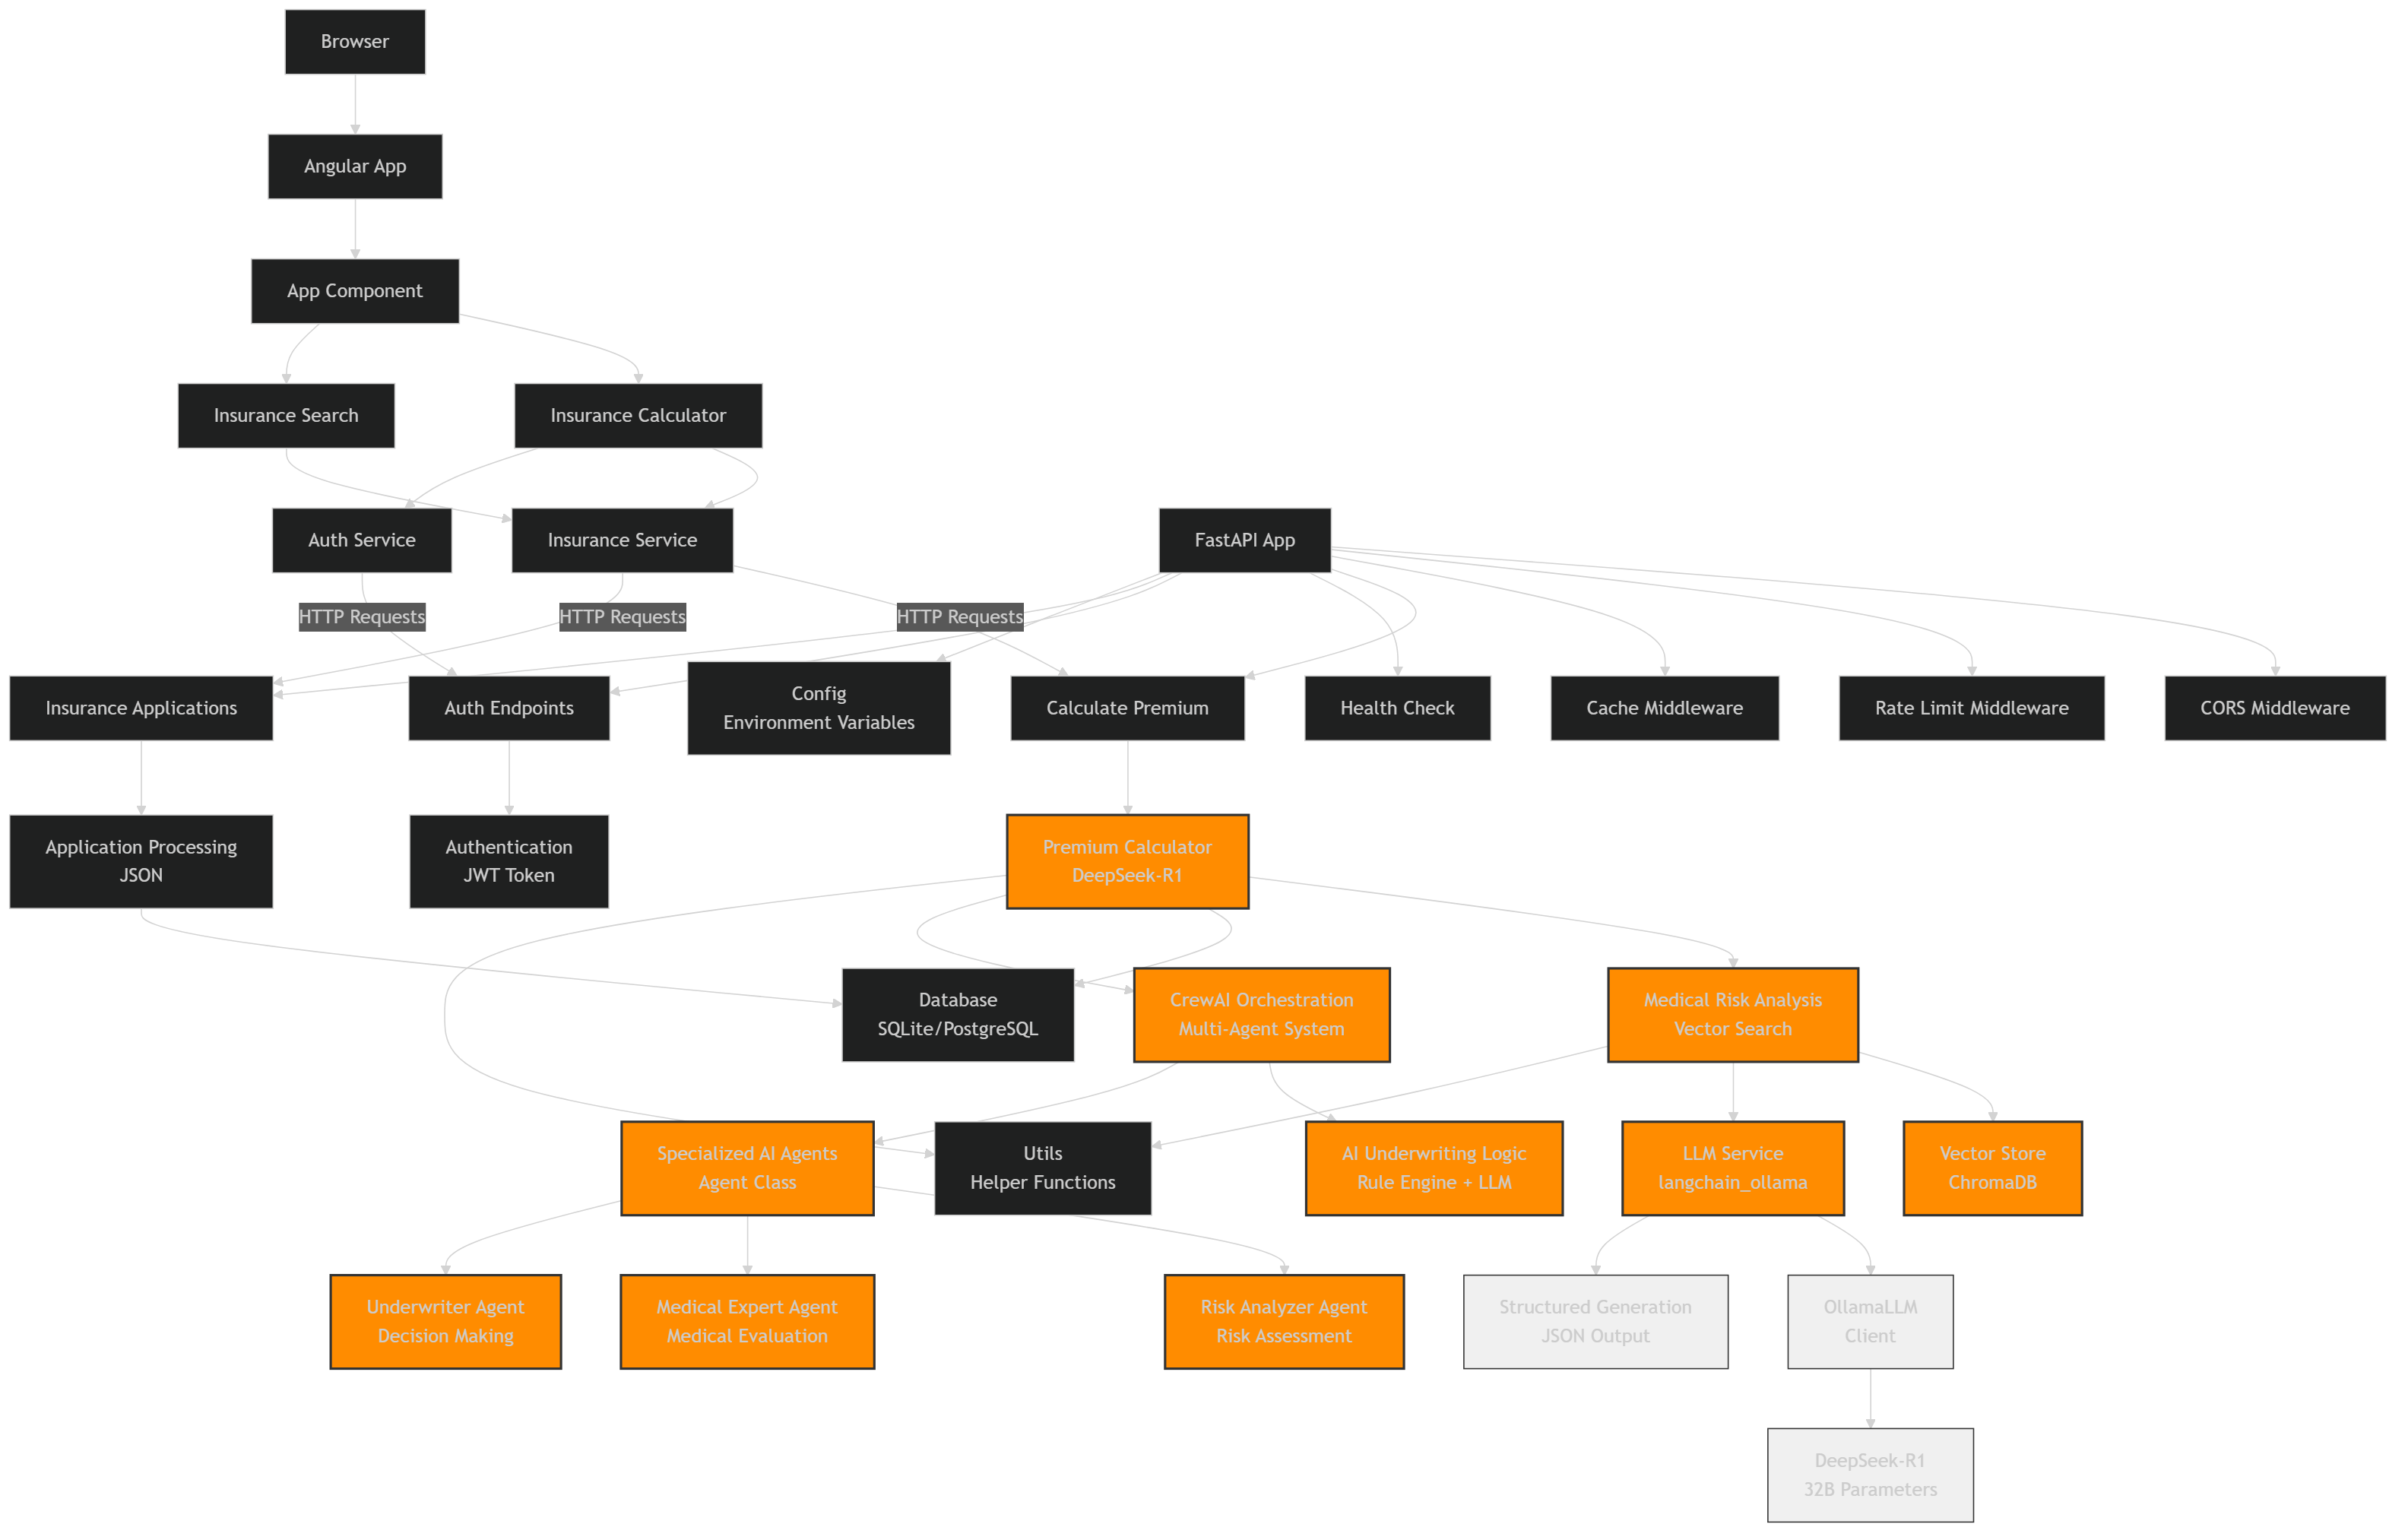 Browser
Angular App
App Component
Insurance Search
Insurance Calculator
Auth Service
Insurance Service
FastAPI App
HTTP Requests
HTTP Requests
HTTP Requests
Insurance Applications
Auth Endpoints
Config
Environment Variables
Calculate Premium
Health Check
Cache Middleware
Rate Limit Middleware
CORS Middleware
Application Processing
JSON
Authentication
JWT Token
Premium Calculator
DeepSeek-R1
Database
SQLite/PostgreSQL
CrewAI Orchestration
Multi-Agent System
Medical Risk Analysis
Vector Search
Specialized AI Agents
Agent Class
Utils
Helper Functions
AI Underwriting Logic
Rule Engine + LLM
LLM Service
langchain_ollama
Vector Store
ChromaDB
Underwriter Agent
Decision Making
Medical Expert Agent
Medical Evaluation
Risk Analyzer Agent
Risk Assessment
Structured Generation
JSON Output
OllamaLLM
Client
DeepSeek-R1
32B Parameters